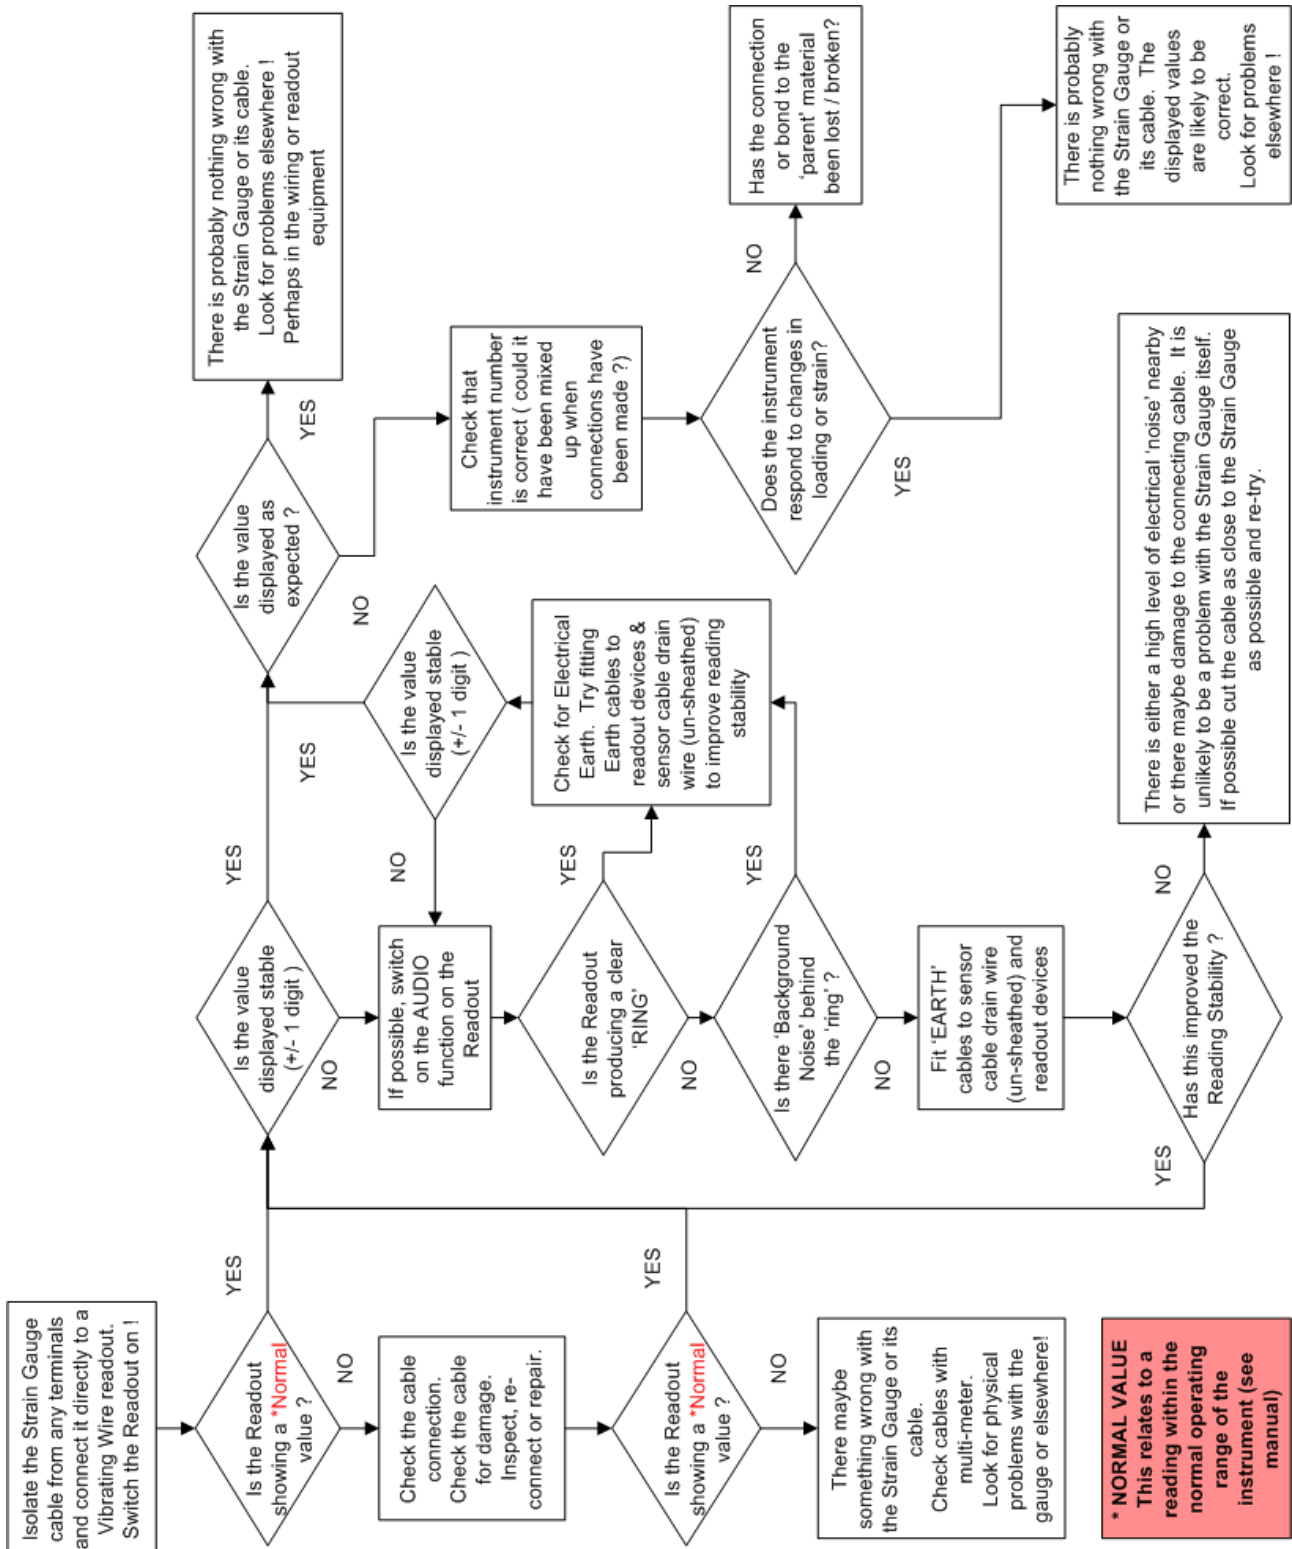 Isolate the Strain Gauge
cable from any terminals
and connect iit directly to a
Vibrating Wire readout.
Switch the Readout on !
Is the Readout
showing a *Normal
value ?
YES
NO
Check the cable
connection.
Check the cable
for damage.
Inspect, re-
connect or repair.
Is the Readout
showing a *Normal
value ?
YES
NO
There maybe
something wrong with
the Strain Gauge or its
cable.
Check cables with
multi-meter.
Look for physical
problems with the
gauge or elsewhere!
* NORMAL VALUE
This relates to a
reading within the
normal operating
range of the
instrument (see
manual)
Is the value
displayed stable
(+/- 1 digit )
YES
NO
If possible, switch
on the AUDIO
function on the
Readout
Is the Readout
producing a clear
‘RING’
YES
NO
Is there ‘Background
Noise’ behind
the ‘ring’ ?
YES
NO
Fit ‘EARTH’
cables to sensor
cable drain wire
(un-sheathed) and
readout devices
Has this improved the
Reading Stability ?
YES
NO
There is either a high level of electrical ‘noise’ nearby
or there maybe damage to the connecting cable. It is
unlikely to be a problem with the Strain Gauge itself.
If possible cut the cable as close to the Strain Gauge
as possible and re-try.
Check for Electrical
Earth. Try fitting
Earth cables to
readout devices &
sensor cable drain
wire (un-sheathed)
to improve reading
stability
Is the value
displayed stable
(+/- 1 digit )
YES
NO
Is the value
displayed as
expected ?
YES
NO
There is probably nothing wrong with
the Strain Gauge or its cable.
Look for problems elsewhere !
Perhaps in the wiring or readout
equipment
Check that
instrument number
is correct ( could it
have been mixed
up when
connections have
been made ?)
Does the instrument
respond to changes in
loading or strain?
NO
YES
Has the connection
or bond to the
‘parent’ material
been lost / broken?
There is probably
nothing wrong with
the Strain Gauge or
its cable. The
displayed values
are likely to be
correct.
Look for problems
elsewhere !